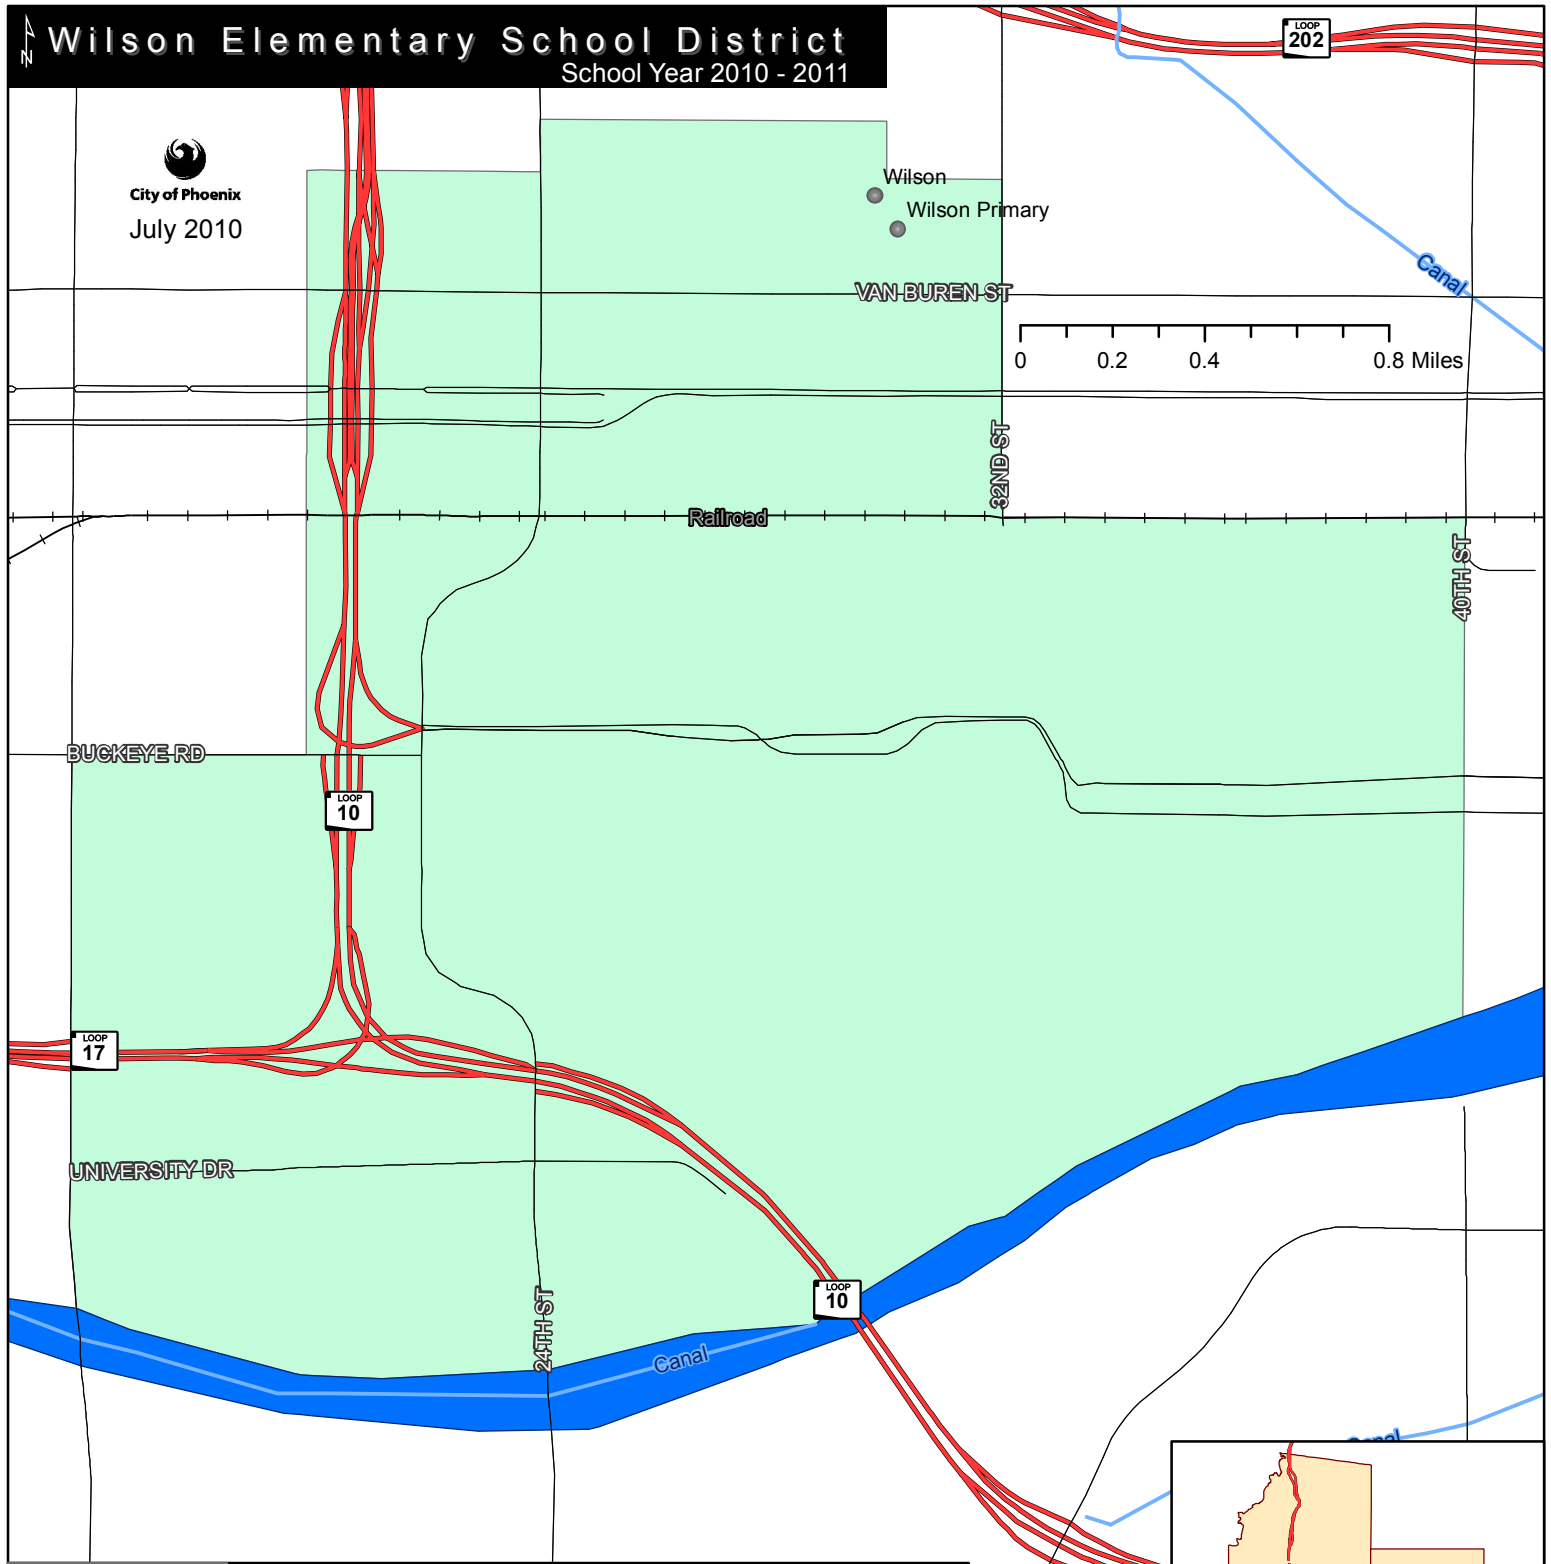 N
Wilson Elementary School District
School Year 2010 - 2011
LOOP
202
City of Phoenix
July 2010
Wilson
Wilson Primary
Canal
VAN BUREN ST
0 0.2 0.4 0.8 Miles
32ND ST
Railroad
40TH ST
BUCKEYE RD
LOOP
10
LOOP
17
UNIVERSITY DR
24TH ST
LOOP
10
Canal
Canal